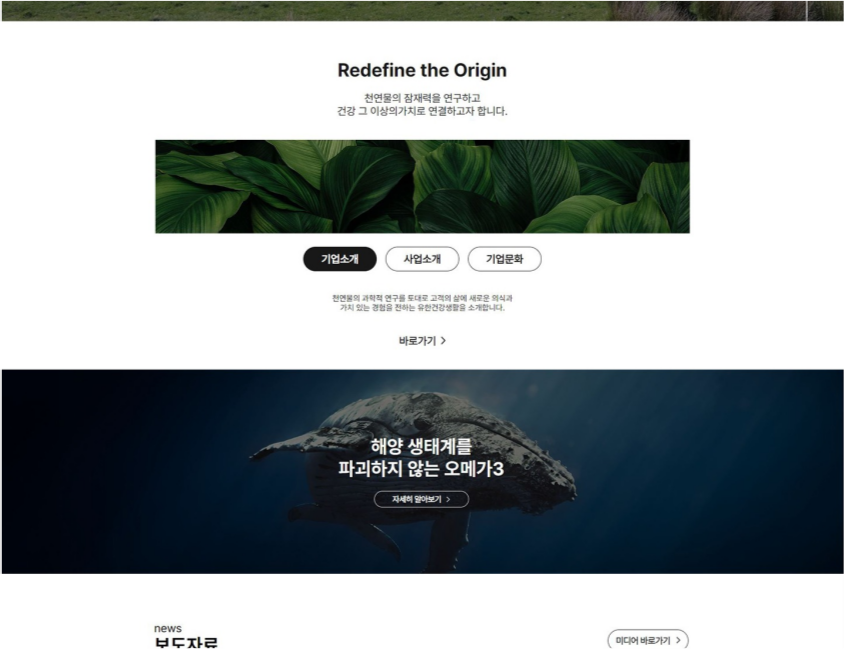 Redefine the Origin
천연물의 잠재력을 연구하고
건강 그 이상의가치로 연결하고자 합니다.
기업소개
사업소개
기업문화
천연물의 과학적 연구를 토대로 고객의 삶에 새로운 의식과
가치 있는 경험을 전하는 유한건강생활을 소개합니다.
바로가기 >
해양 생태계를
파괴하지 않는 오메가3
자세히 알아보기 >
news
보도자료
미디어 바로가기 >